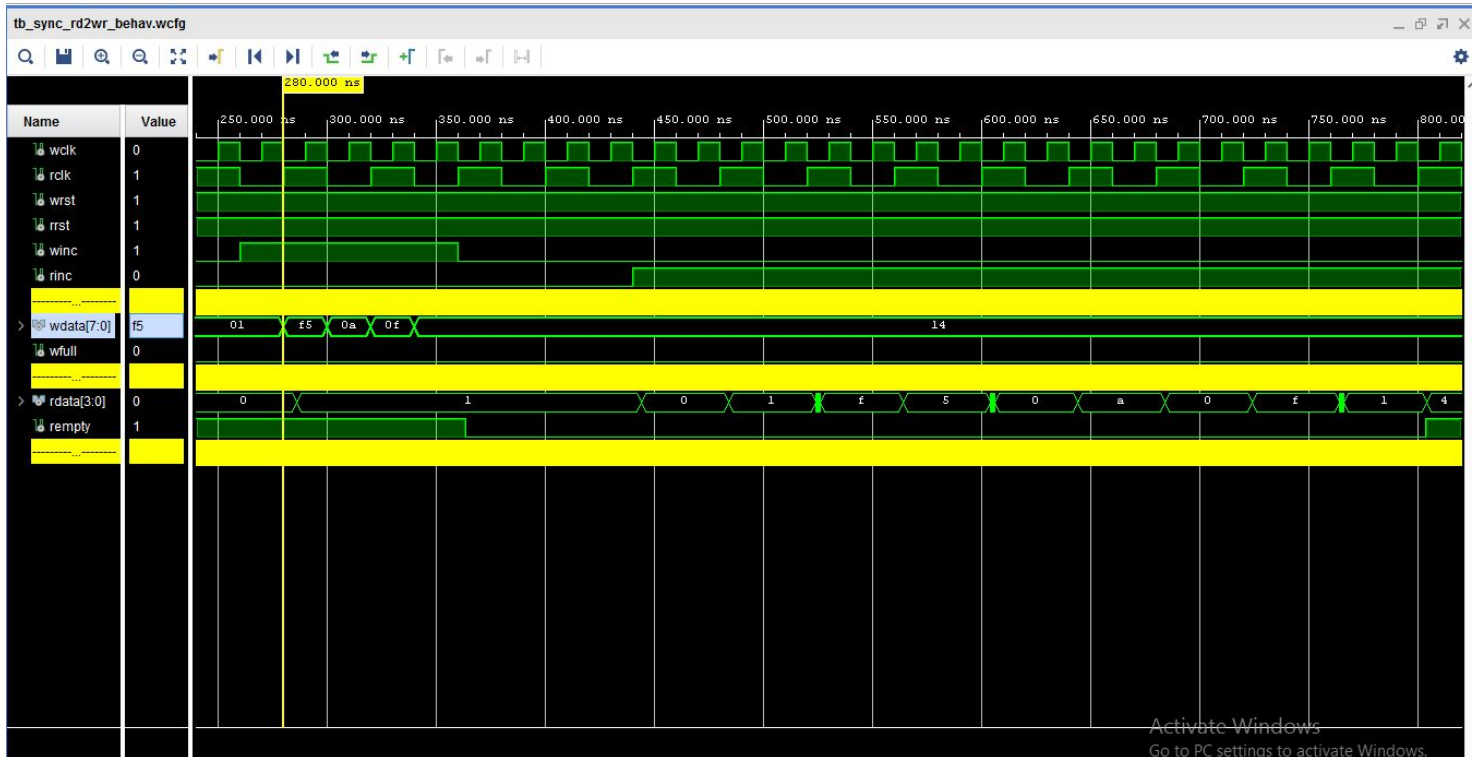 tb_sync_rd2wr_behav.wcfg
280.000 ns
Name Value
250.000 ns 300.000 ns 350.000 ns 400.000 ns 450.000 ns 500.000 ns 550.000 ns 600.000 ns 650.000 ns 700.000 ns 750.000 ns 800.00
wclk 0
rclk 1
wrst 1
rrst 1
winc 1
rinc 0
---------...--------
wdata[7:0] f5 01 f5 0a 0f 14
wfull 0
---------...--------
rdata[3:0] 0 0 1 0 1 f 5 0 a 0 f 1 4
rempty 1
---------...--------
Activate Windows
Go to PC settings to activate Windows.